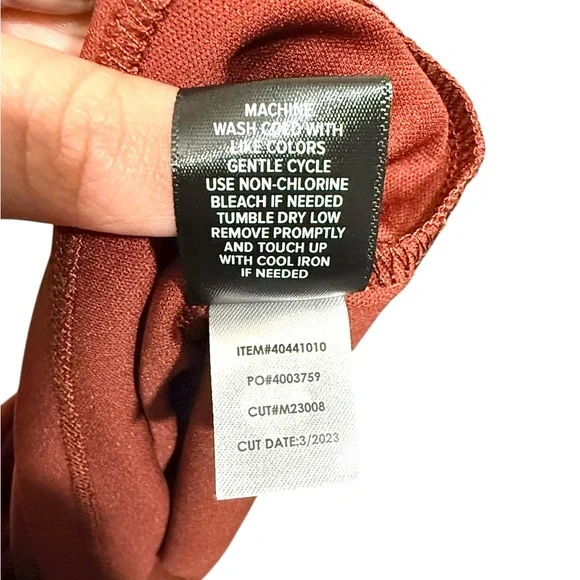 MACHINE
WASH COLD WITH
LIKE COLORS
GENTLE CYCLE
USE NON-CHLORINE
BLEACH IF NEEDED
TUMBLE DRY LOW
REMOVE PROMPTLY
AND TOUCH UP
WITH COOL IRON
IF NEEDED
ITEM#40441010
PO#4003759
CUT#M23008
CUT DATE:3/2023